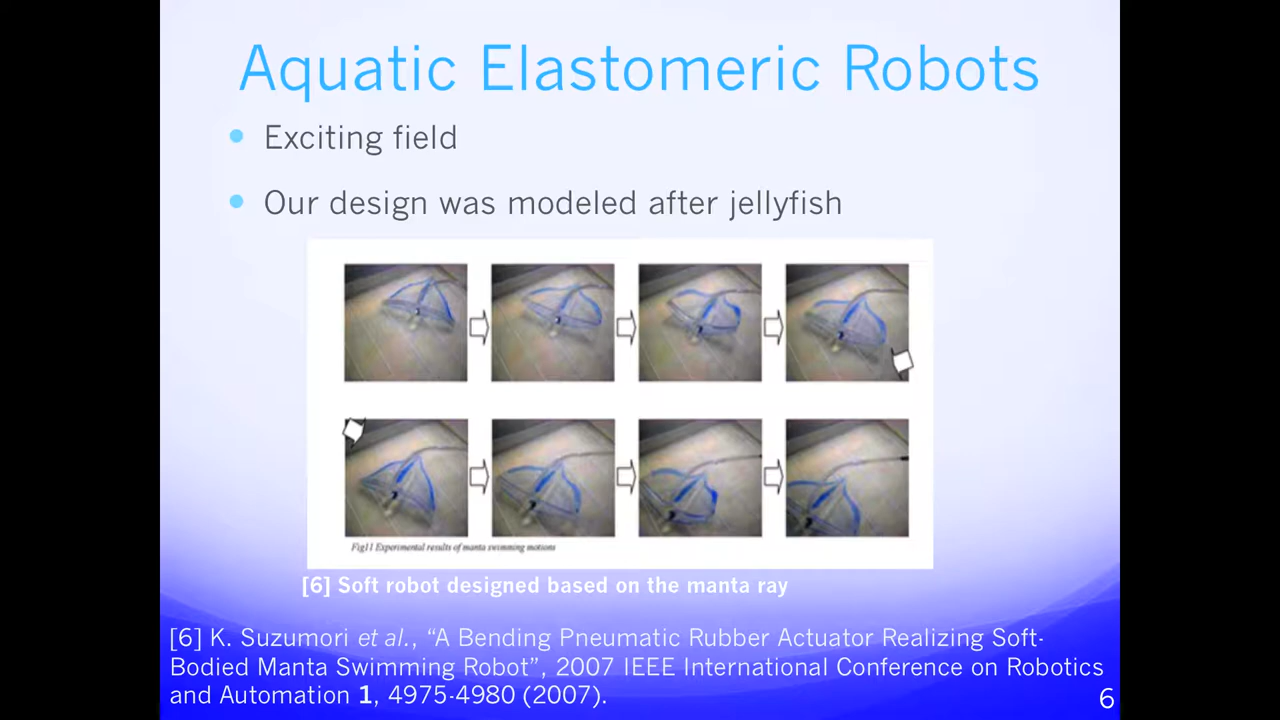 Aquatic Elastomeric Robots
Exciting field
Our design was modeled after jellyfish
Fig11 Experimental results of manta swimming motions
[6] Soft robot designed based on the manta ray
[6] K. Suzumori et al., “A Bending Pneumatic Rubber Actuator Realizing Soft-
Bodied Manta Swimming Robot”, 2007 IEEE International Conference on Robotics
and Automation 1, 4975-4980 (2007).
6